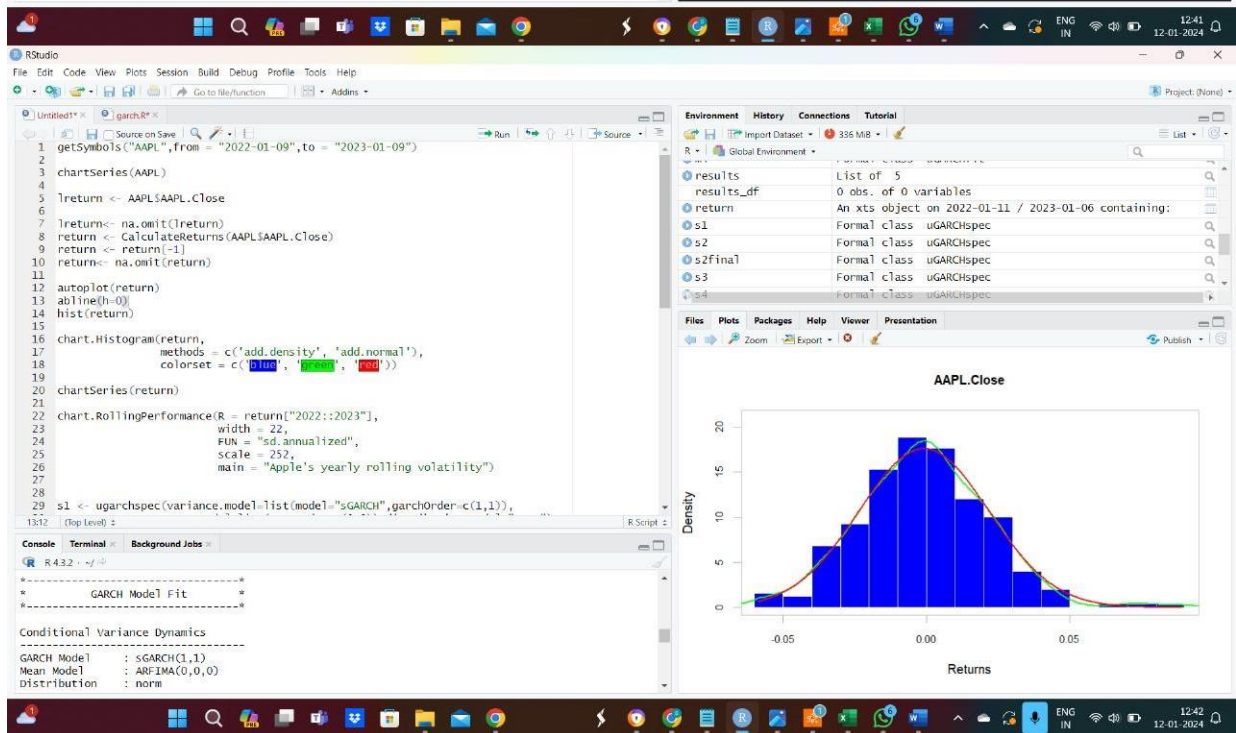 ENG
IN
12:41
12-01-2024
RStudio
File Edit Code View Plots Session Build Debug Profile Tools Help
Go to file/function
Addins
Project: (None)
Untitled1* garch.R*
Source on Save
Run
Source
1 getSymbols("AAPL",from = "2022-01-09",to = "2023-01-09")
2
3 chartSeries(AAPL)
4
5 lreturn <- AAPL$AAPL.Close
6
7 lreturn<- na.omit(lreturn)
8 return <- CalculateReturns(AAPL$AAPL.Close)
9 return <- return[-1]
10 return<- na.omit(return)
11
12 autoplot(return)
13 abline(h=0)
14 hist(return)
15
16 chart.Histogram(return,
17 methods = c('add.density', 'add.normal'),
18 colorset = c('blue', 'green', 'red'))
19
20 chartSeries(return)
21
22 chart.RollingPerformance(R = return["2022::2023"],
23 width = 22,
24 FUN = "sd.annualized",
25 scale = 252,
26 main = "Apple's yearly rolling volatility")
27
28
29 s1 <- ugarchspec(variance.model=list(model="sGARCH",garchOrder=c(1,1)),
13:12 (Top Level)
R Script
Console Terminal Background Jobs
R 4.3.2 · ~/
*---------------------------------*
* GARCH Model Fit *
*---------------------------------*
Conditional Variance Dynamics
-----------------------------------
GARCH Model : sGARCH(1,1)
Mean Model : ARFIMA(0,0,0)
Distribution : norm
Environment History Connections Tutorial
Import Dataset
336 MiB
List
R Global Environment
results List of 5
results_df 0 obs. of 0 variables
return An xts object on 2022-01-11 / 2023-01-06 containing:
s1 Formal class uGARCHspec
s2 Formal class uGARCHspec
s2final Formal class uGARCHspec
s3 Formal class uGARCHspec
s4 Formal class uGARCHspec
Files Plots Packages Help Viewer Presentation
Zoom Export
Publish
AAPL.Close
Density
20
15
10
5
0
-0.05 0.00 0.05
Returns
ENG
IN
12:42
12-01-2024